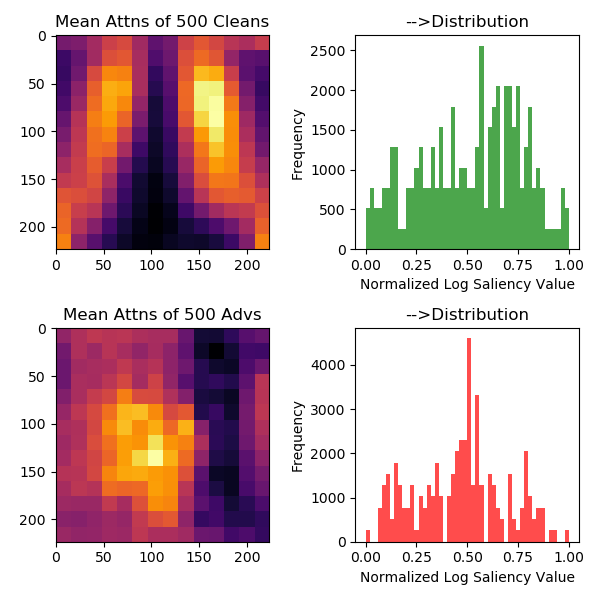 Mean Attns of 500 Cleans
0
50
100
150
200
0 50 100 150 200
-->Distribution
Frequency
2500
2000
1500
1000
500
0
0.00 0.25 0.50 0.75 1.00
Normalized Log Saliency Value
Mean Attns of 500 Advs
0
50
100
150
200
0 50 100 150 200
-->Distribution
Frequency
4000
3000
2000
1000
0
0.00 0.25 0.50 0.75 1.00
Normalized Log Saliency Value